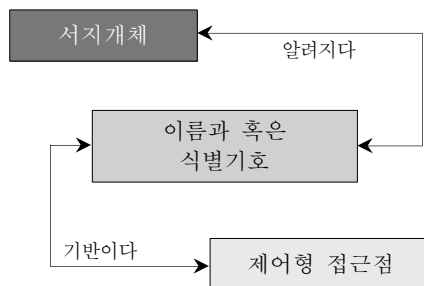 서지개체
알려지다
이름과 혹은
식별기호
기반이다
제어형 접근점